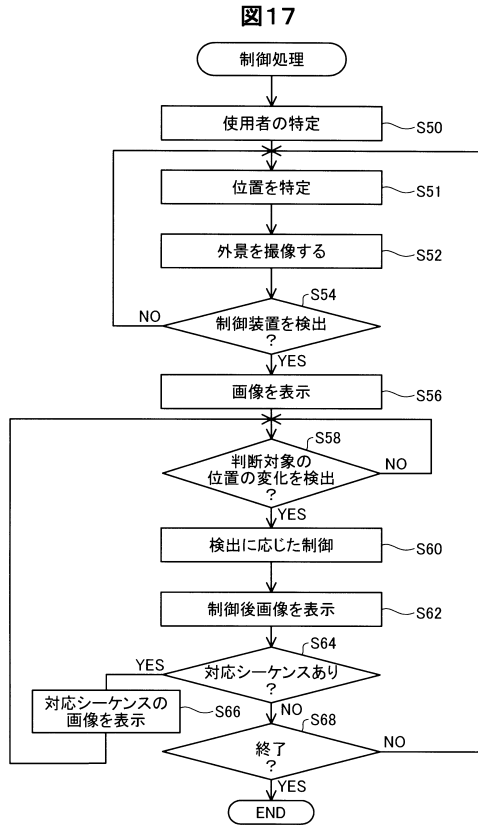 図17
制御処理
使用者の特定
S50
位置を特定
S51
外景を撮像する
S52
S54
制御装置を検出
?
NO
YES
画像を表示
S56
S58
判断対象の
位置の変化を検出
?
NO
YES
検出に応じた制御
S60
制御後画像を表示
S62
S64
対応シーケンスあり
?
YES
NO
対応シーケンスの
画像を表示
S66
S68
終了
?
NO
YES
END